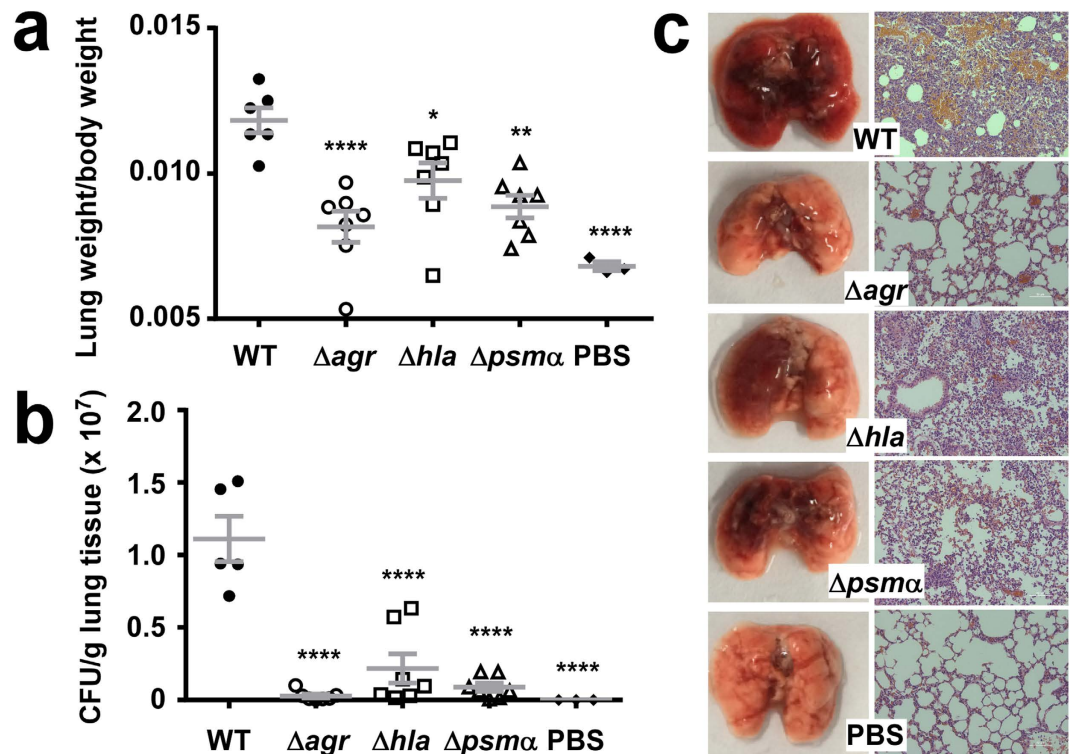 a
Lung weight/body weight
0.015
0.010
0.005
****
*
**
****
WT Δagr Δhla Δpsmα PBS
b
CFU/g lung tissue (x 10⁷)
2.0
1.5
1.0
0.5
0
****
****
****
****
WT Δagr Δhla Δpsmα PBS
c
WT
Δagr
Δhla
Δpsmα
PBS